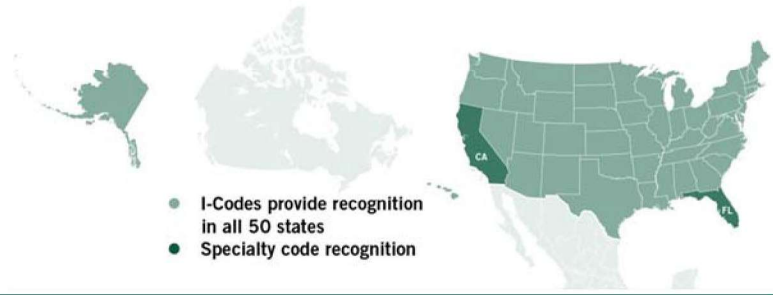 CA
I-Codes provide recognition
in all 50 states
FL
Specialty code recognition